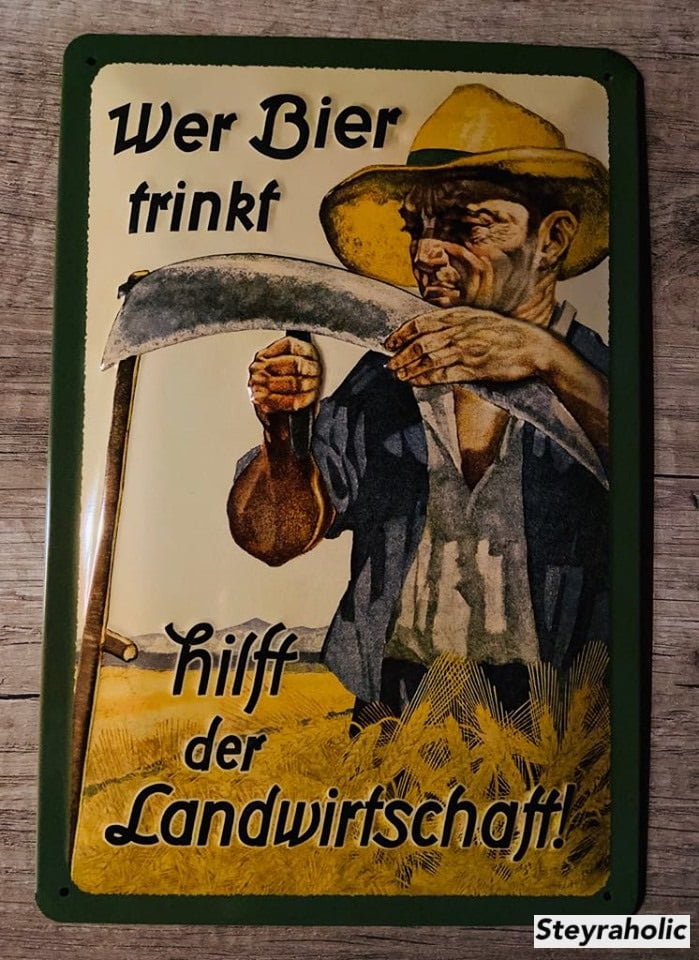 Wer Bier
trinkt
hilft
der
Landwirtschaft!
Steyraholic